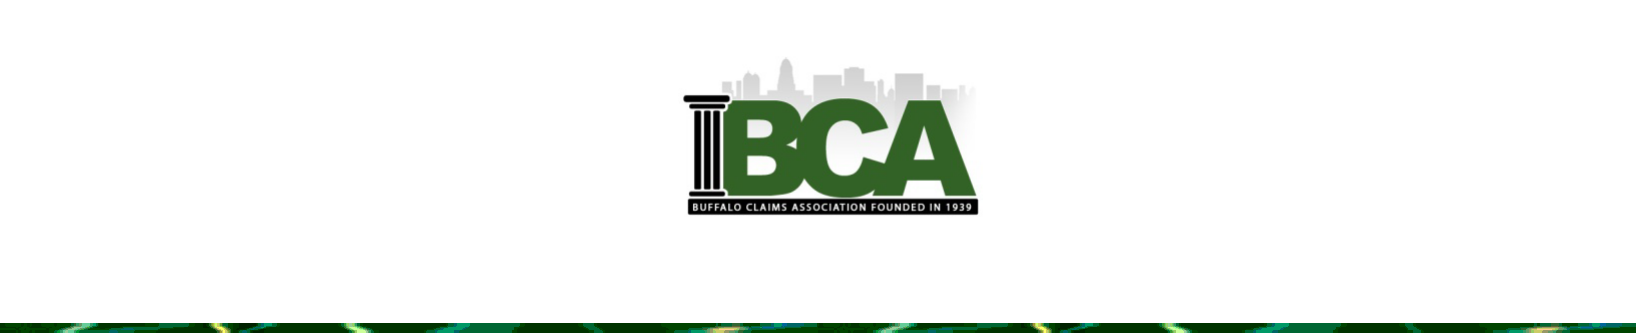 BCA
BUFFALO CLAIMS ASSOCIATION FOUNDED IN 1939